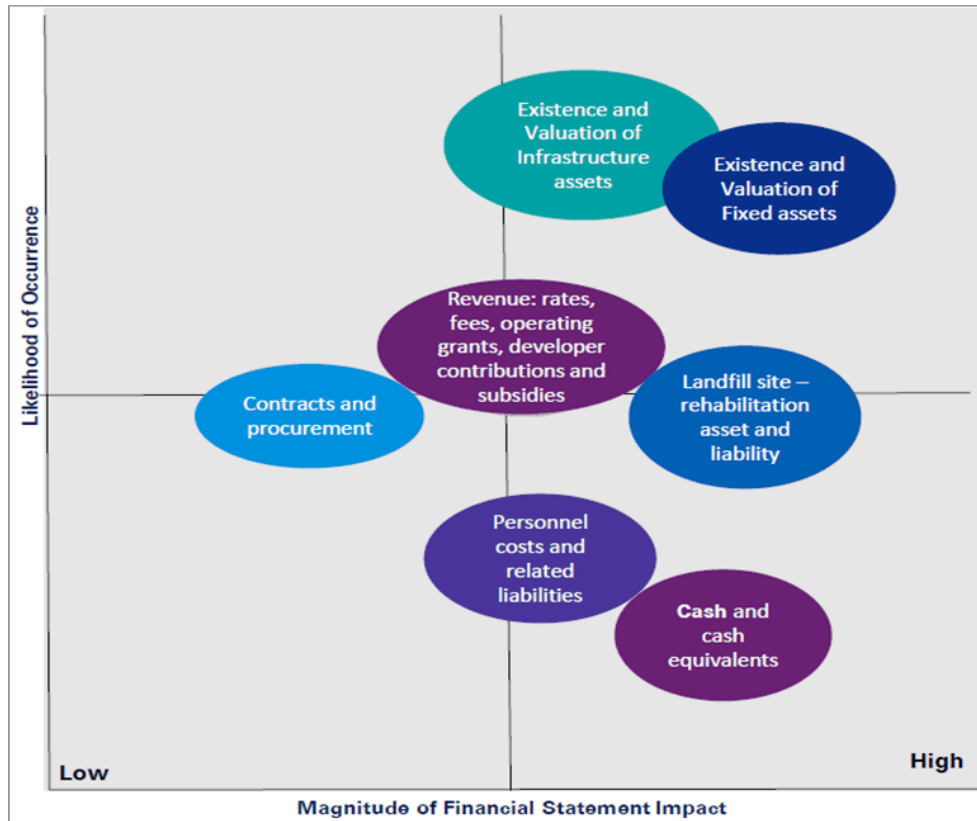 Likelihood of Occurrence
Existence and
Valuation of
Infrastructure
assets
Existence and
Valuation of
Fixed assets
Revenue: rates,
fees, operating
grants, developer
contributions and
subsidies
Contracts and
procurement
Landfill site –
rehabilitation
asset and
liability
Personnel
costs and
related
liabilities
Cash and
cash
equivalents
Low
High
Magnitude of Financial Statement Impact